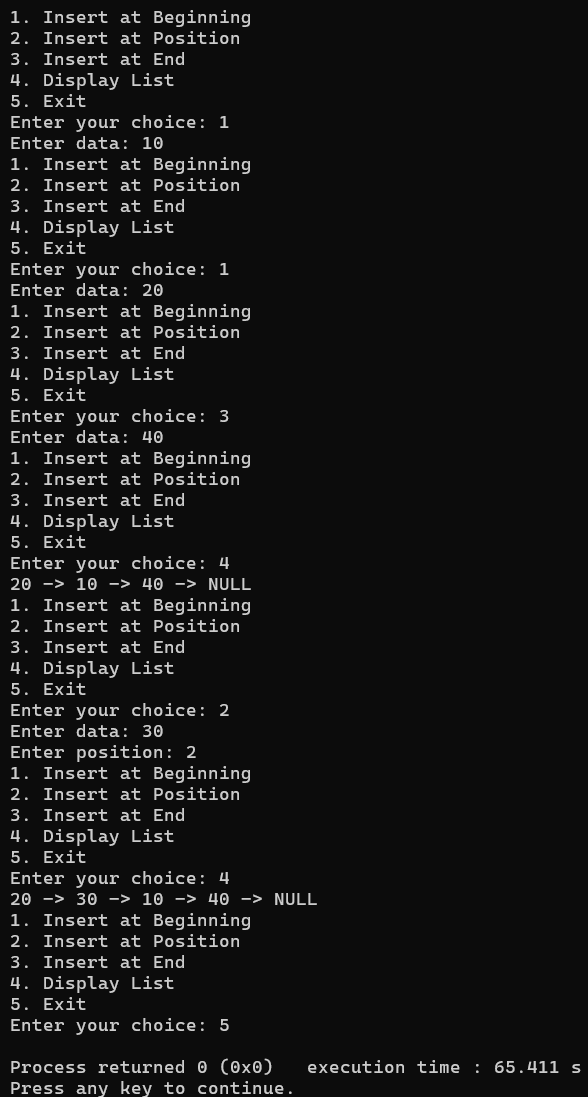 1. Insert at Beginning
2. Insert at Position
3. Insert at End
4. Display List
5. Exit
Enter your choice: 1
Enter data: 10
1. Insert at Beginning
2. Insert at Position
3. Insert at End
4. Display List
5. Exit
Enter your choice: 1
Enter data: 20
1. Insert at Beginning
2. Insert at Position
3. Insert at End
4. Display List
5. Exit
Enter your choice: 3
Enter data: 40
1. Insert at Beginning
2. Insert at Position
3. Insert at End
4. Display List
5. Exit
Enter your choice: 4
20 -> 10 -> 40 -> NULL
1. Insert at Beginning
2. Insert at Position
3. Insert at End
4. Display List
5. Exit
Enter your choice: 2
Enter data: 30
Enter position: 2
1. Insert at Beginning
2. Insert at Position
3. Insert at End
4. Display List
5. Exit
Enter your choice: 4
20 -> 30 -> 10 -> 40 -> NULL
1. Insert at Beginning
2. Insert at Position
3. Insert at End
4. Display List
5. Exit
Enter your choice: 5

Process returned 0 (0x0)   execution time : 65.411 s
Press any key to continue.